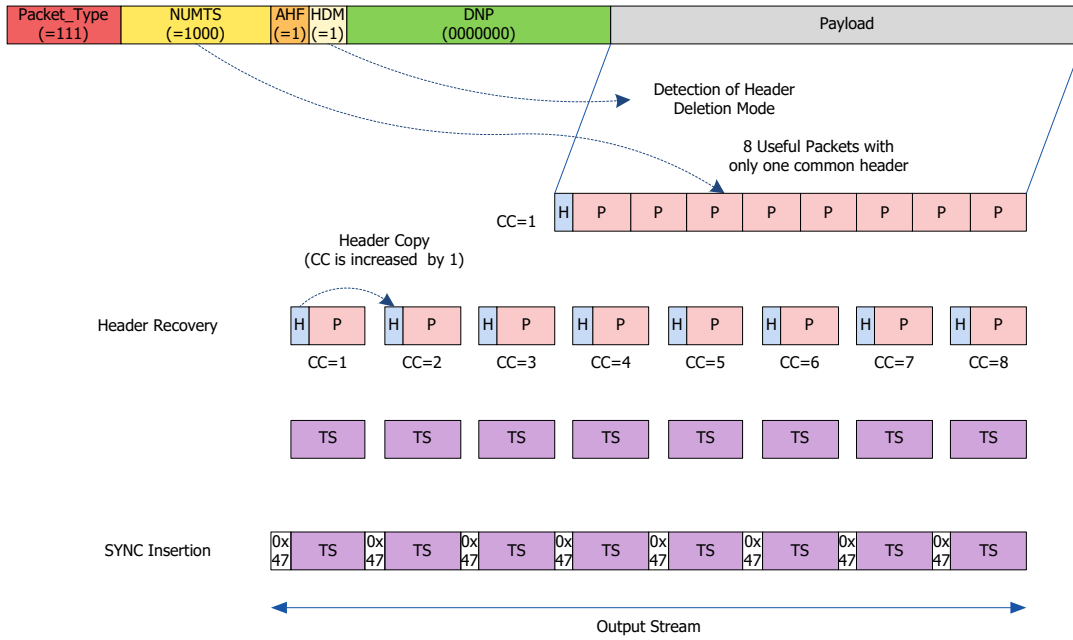 Packet_Type
(=111)
NUMTS
(=1000)
AHF
(=1)
HDM
(=1)
DNP
(0000000)
Payload
Detection of Header
Deletion Mode
8 Useful Packets with
only one common header
CC=1
H P P P P P P P P
Header Copy
(CC is increased by 1)
Header Recovery
H P H P H P H P H P H P H P H P
CC=1 CC=2 CC=3 CC=4 CC=5 CC=6 CC=7 CC=8
TS TS TS TS TS TS TS TS
SYNC Insertion
0x
47
TS
0x
47
TS
0x
47
TS
0x
47
TS
0x
47
TS
0x
47
TS
0x
47
TS
0x
47
TS
Output Stream